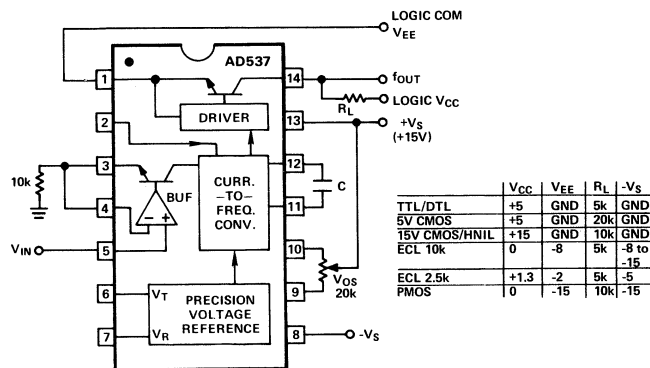 LOGIC COM
VEE
AD537
1
14
fOUT
RL
LOGIC VCC
DRIVER
2
13
+VS
(+15V)
3
12
10k
BUF
CURR.
–TO–
FREQ.
CONV.
C
4
11
– +
VIN
5
10
VOS
20k
6
VT
9
PRECISION
VOLTAGE
REFERENCE
7
VR
8
-VS
VCC VEE RL -VS
TTL/DTL +5 GND 5k GND
5V CMOS +5 GND 20k GND
15V CMOS/HNIL +15 GND 10k GND
ECL 10k 0 -8 5k -8 to
-15
ECL 2.5k +1.3 -2 5k -5
PMOS 0 -15 10k -15